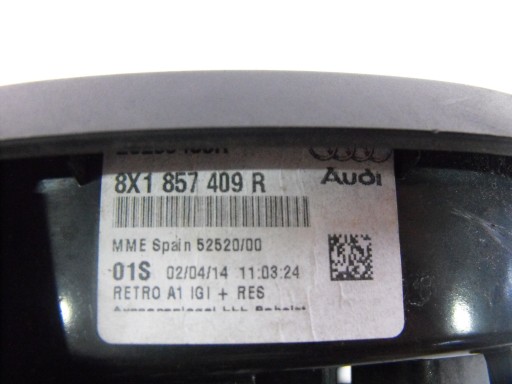 8X1 857 409 R
Audi
MME Spain 52520/00
01S 02/04/14 11:03:24
RETRO A1 IGI + RES